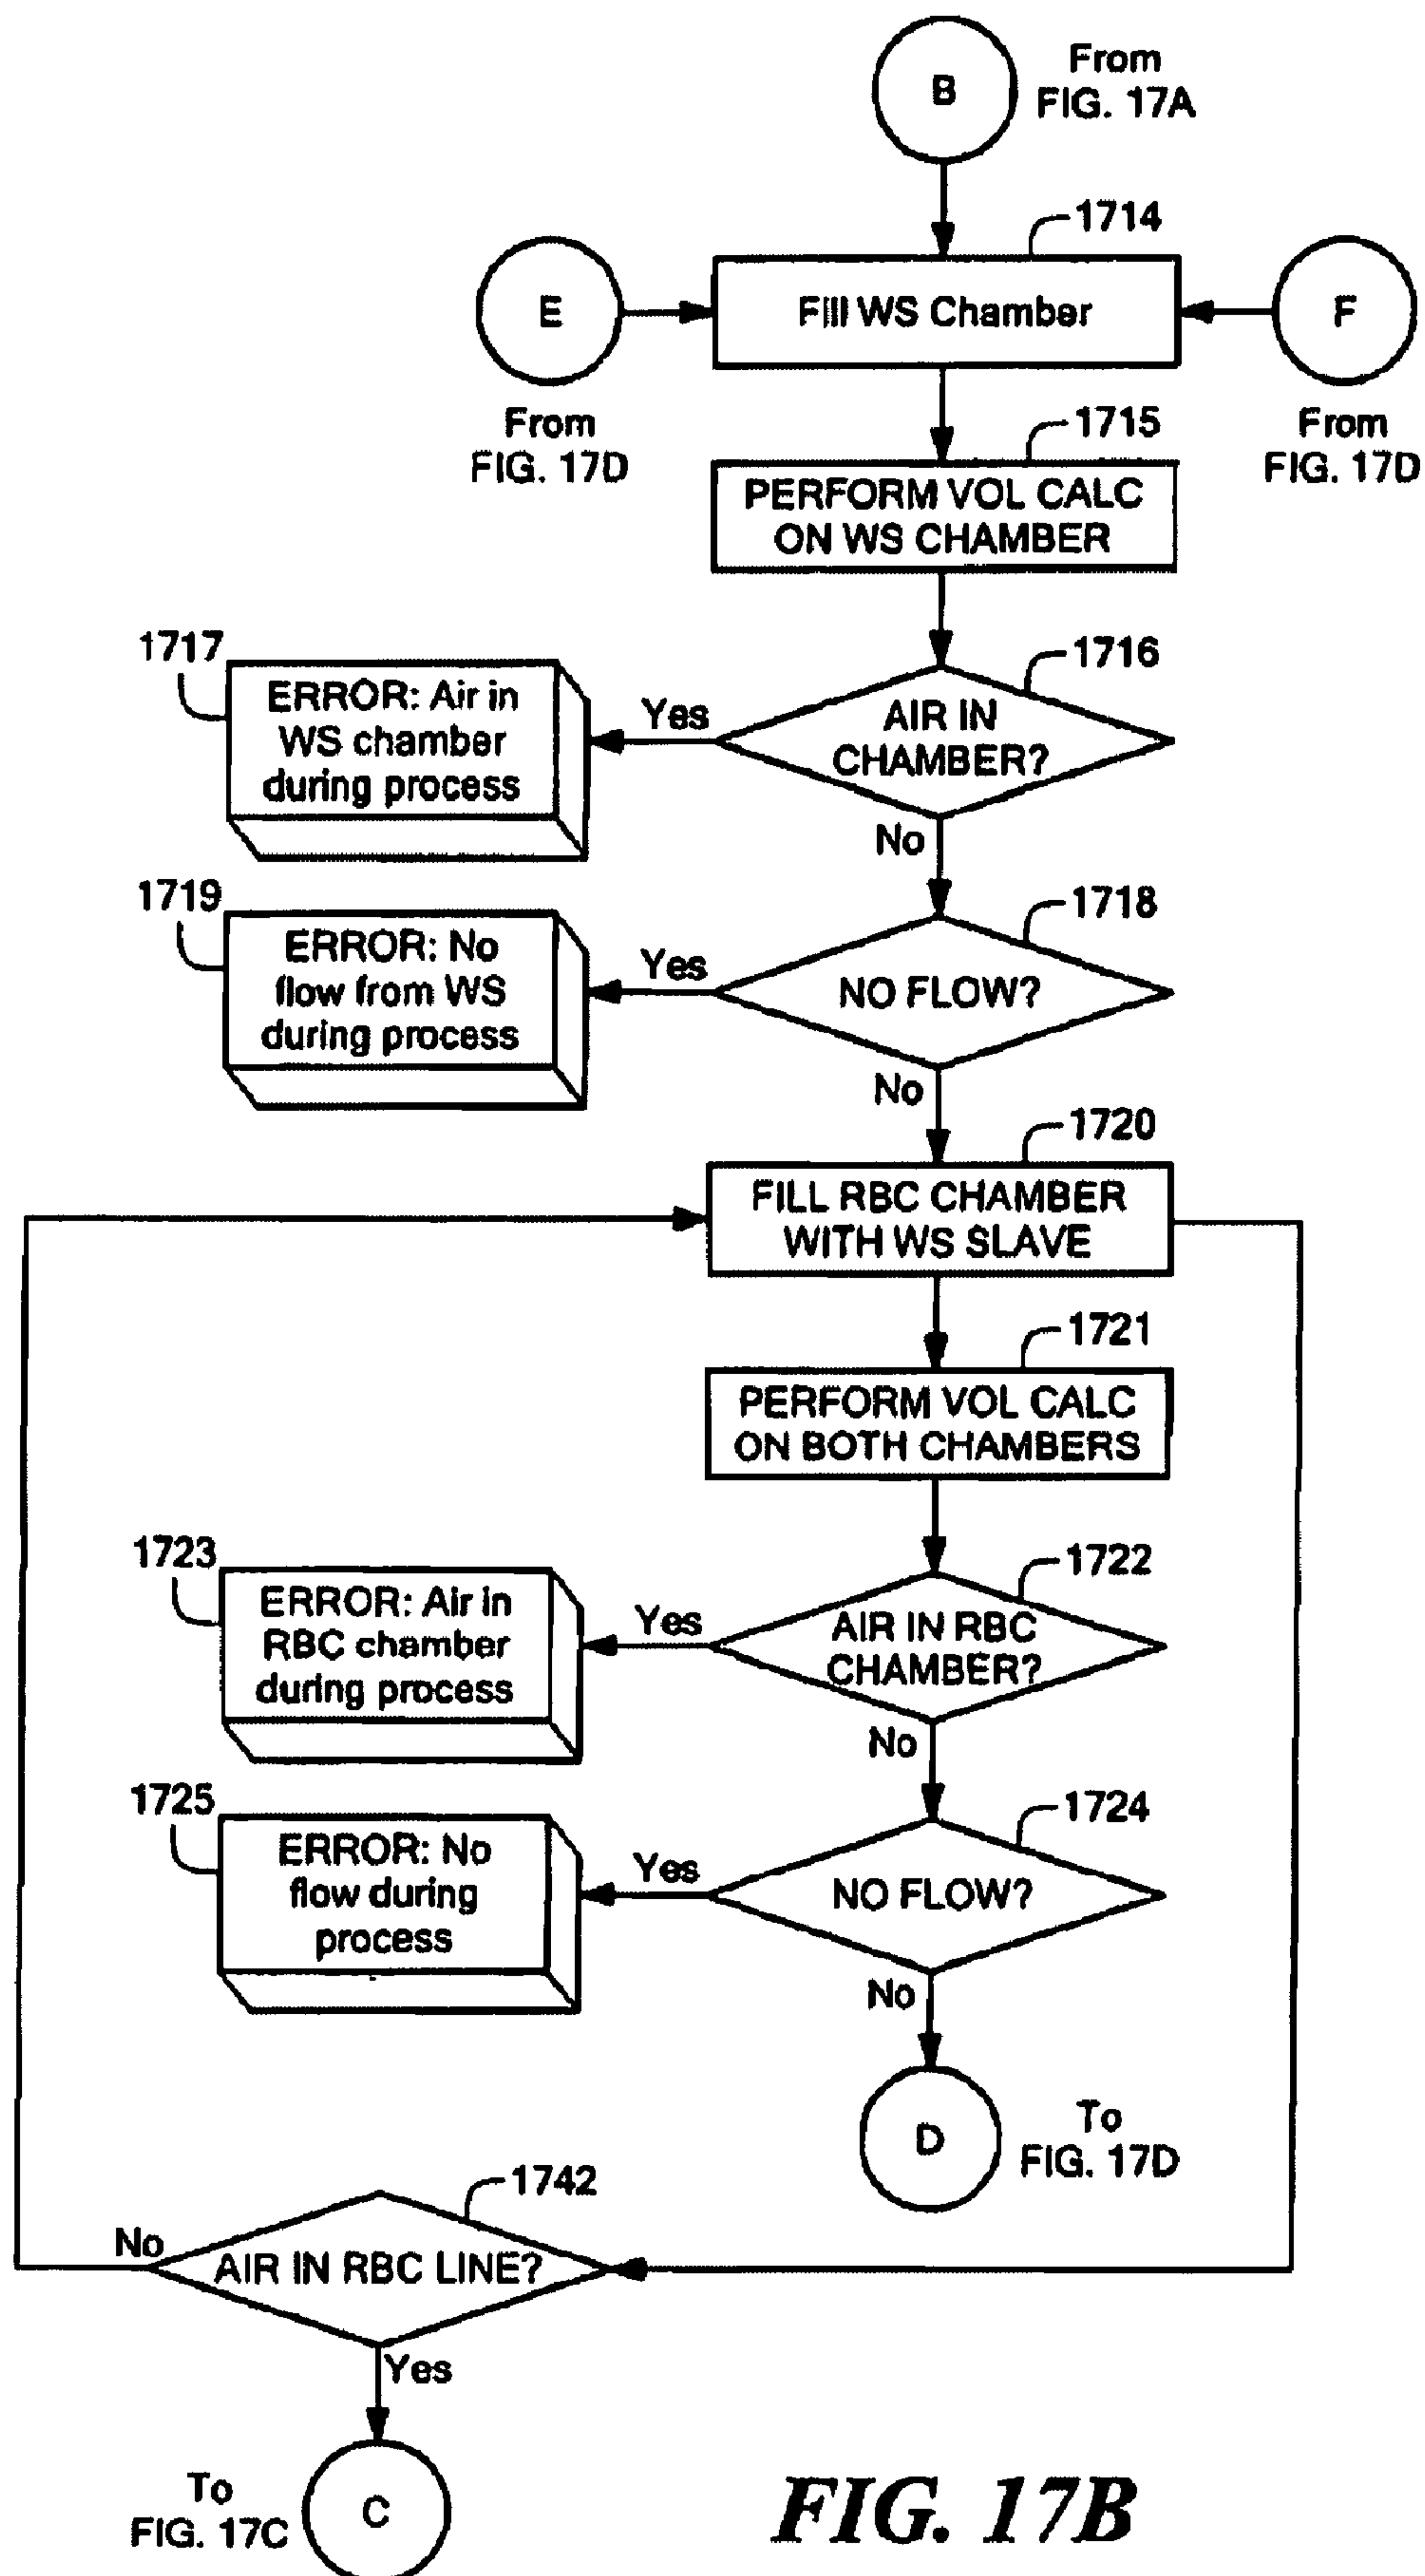 B
From
FIG. 17A
1714
E
Fill WS Chamber
F
From
FIG. 17D
From
FIG. 17D
1715
PERFORM VOL CALC
ON WS CHAMBER
1717
ERROR: Air in
WS chamber
during process
Yes
1716
AIR IN
CHAMBER?
No
1719
ERROR: No
flow from WS
during process
Yes
1718
NO FLOW?
No
1720
FILL RBC CHAMBER
WITH WS SLAVE
1721
PERFORM VOL CALC
ON BOTH CHAMBERS
1723
ERROR: Air in
RBC chamber
during process
Yes
1722
AIR IN RBC
CHAMBER?
No
1725
ERROR: No
flow during
process
Yes
1724
NO FLOW?
No
D
To
FIG. 17D
1742
No
AIR IN RBC LINE?
Yes
To
FIG. 17C
C
FIG. 17B